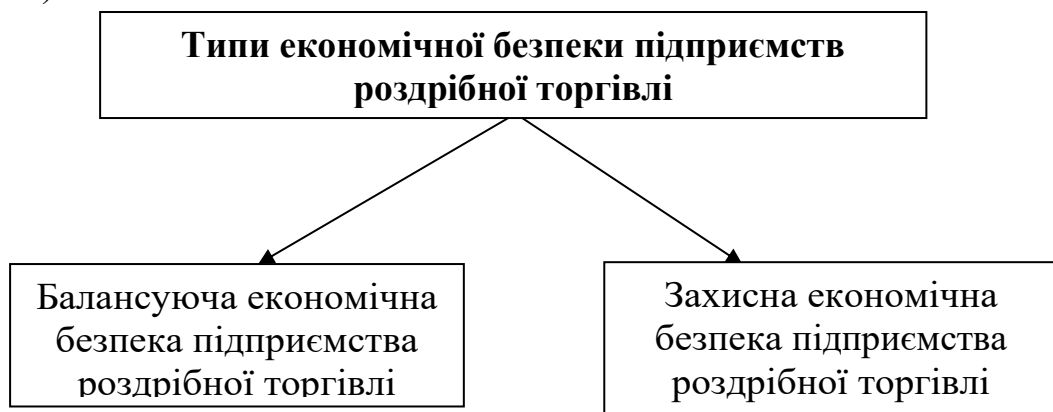 Типи економічної безпеки підприємств
роздрібної торгівлі
Балансуюча економічна
безпека підприємства
роздрібної торгівлі
Захисна економічна
безпека підприємства
роздрібної торгівлі